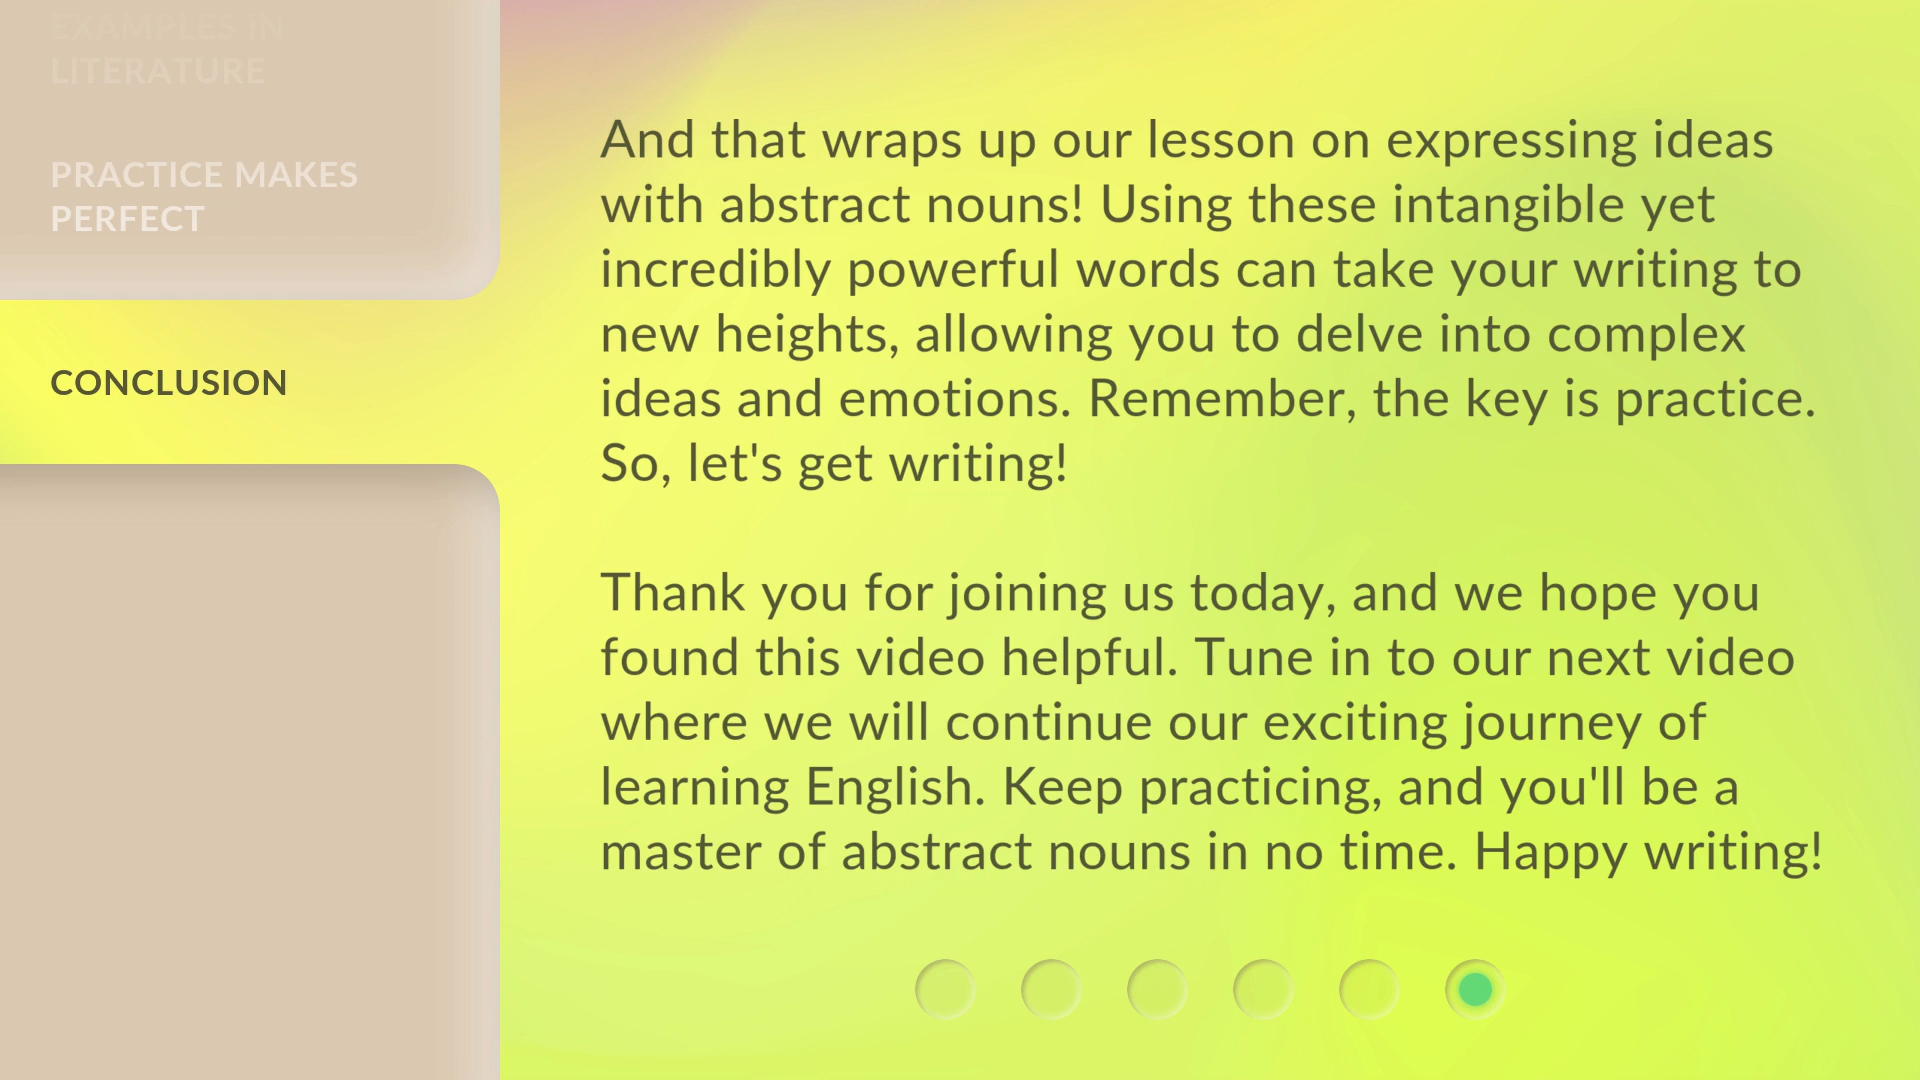 EXAMPLES IN
LITERATURE
PRACTICE MAKES
PERFECT
CONCLUSION
And that wraps up our lesson on expressing ideas
with abstract nouns! Using these intangible yet
incredibly powerful words can take your writing to
new heights, allowing you to delve into complex
ideas and emotions. Remember, the key is practice.
So, let's get writing!
Thank you for joining us today, and we hope you
found this video helpful. Tune in to our next video
where we will continue our exciting journey of
learning English. Keep practicing, and you'll be a
master of abstract nouns in no time. Happy writing!